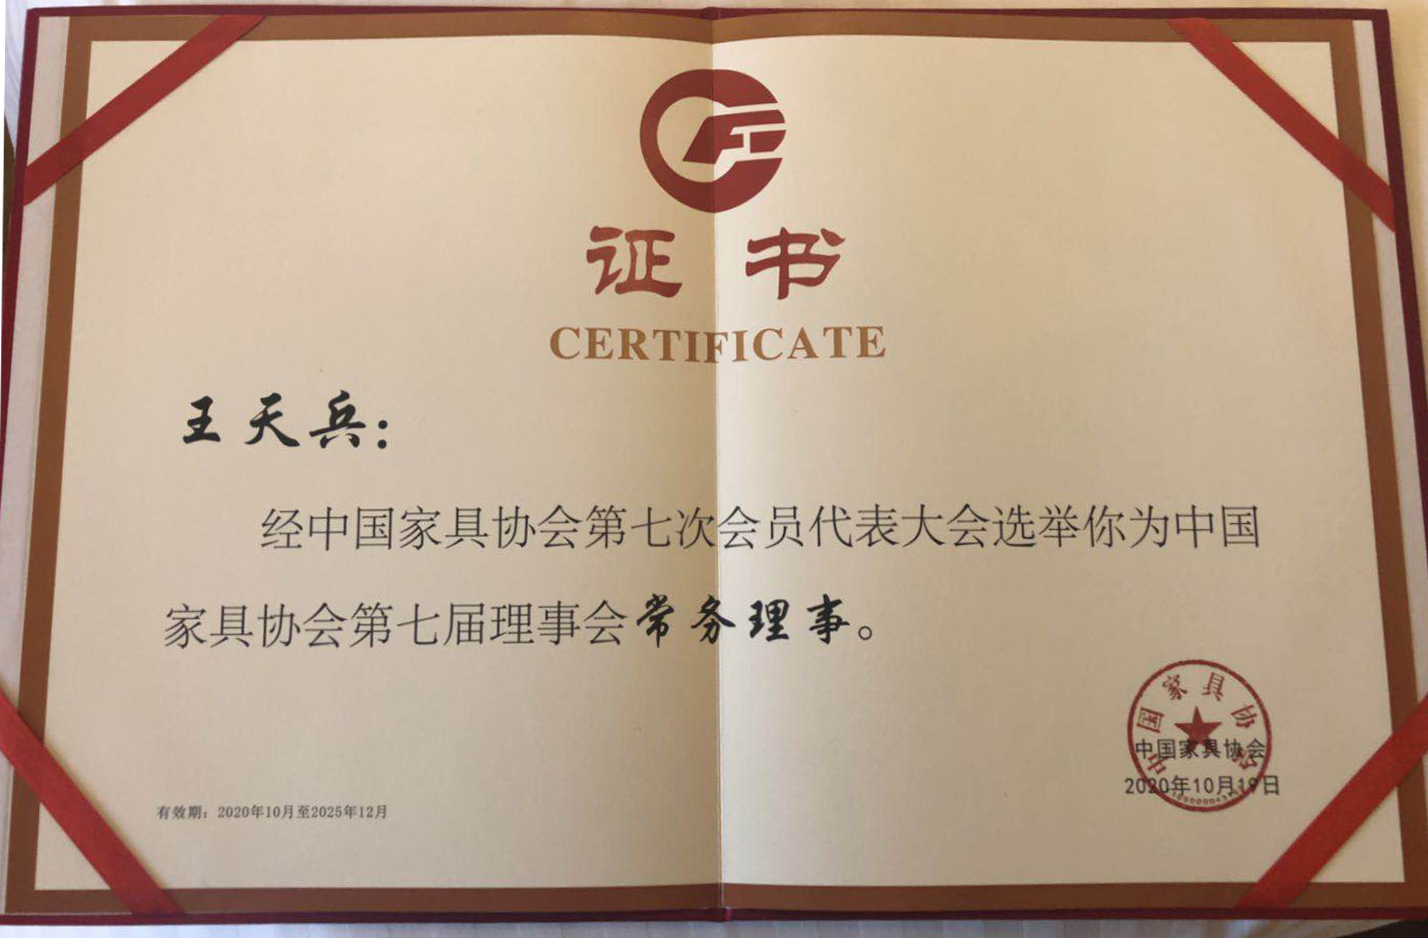 证书
CERTIFICATE
王天兵：
经中国家具协会第七次会员代表大会选举你为中国
家具协会第七届理事会常务理事。
中国家具协会
中国家具协会
2020年10月19日
有效期：2020年10月至2025年12月